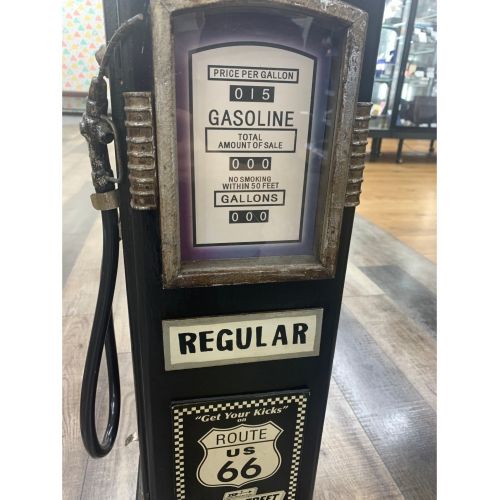 PRICE PER GALLON
015
GASOLINE
TOTAL
AMOUNT OF SALE
000
NO SMOKING
WITHIN 50 FEET
GALLONS
000
REGULAR
"Get Your Kicks"
on
ROUTE
US
66
STREET